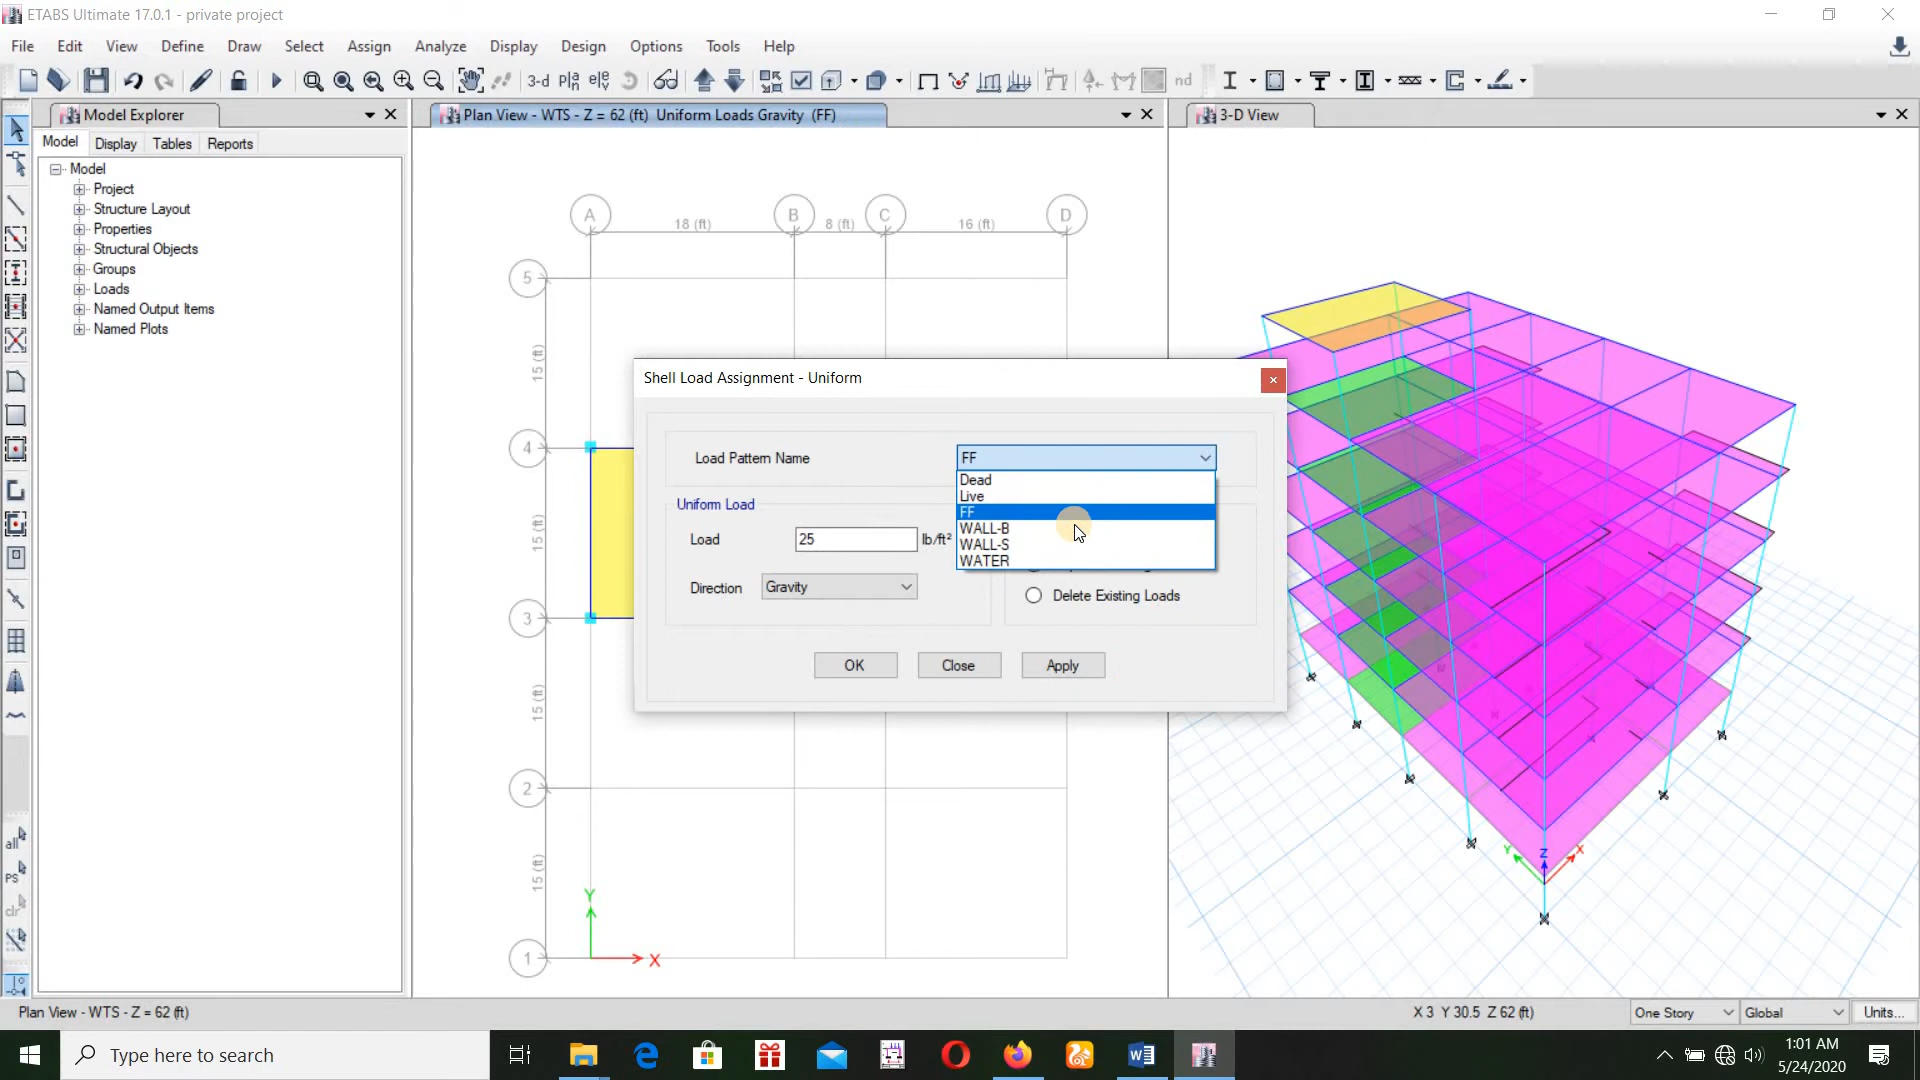 ETABS Ultimate 17.0.1 - private project
File Edit View Define Draw Select Assign Analyze Display Design Options Tools Help
3-d nd
Model Explorer
Plan View - WTS - Z = 62 (ft) Uniform Loads Gravity (FF)
3-D View
Model Display Tables Reports
Model
Project
Structure Layout
Properties
Structural Objects
Groups
Loads
Named Output Items
Named Plots
A B C D
18 (ft) 8 (ft) 16 (ft)
5
15 (ft)
4
15 (ft)
3
15 (ft)
2
15 (ft)
1
Y
X
Shell Load Assignment - Uniform
Load Pattern Name
FF
Dead
Live
FF
WALL-B
WALL-S
WATER
Uniform Load
Load 25 lb/ft²
Direction Gravity
Delete Existing Loads
OK Close Apply
Y Z X
all
PS
clr
Plan View - WTS - Z = 62 (ft)
X 3 Y 30.5 Z 62 (ft)
One Story Global Units...
Type here to search
1:01 AM
5/24/2020